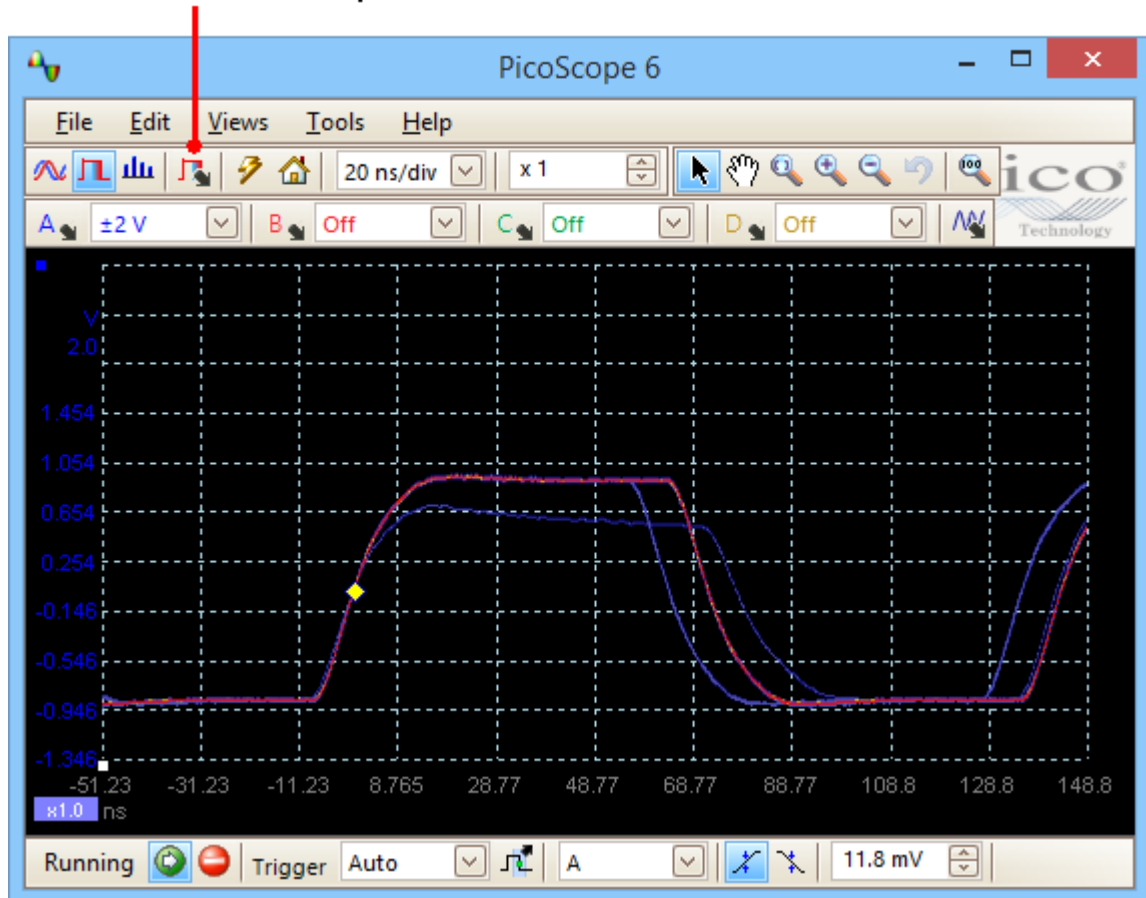 PicoScope 6
File Edit Views Tools Help
20 ns/div x 1 100
A ±2 V B Off C Off D Off
ico
Technology
V
2.0
1.454
1.054
0.654
0.254
-0.146
-0.546
-0.946
-1.346
-51.23 -31.23 -11.23 8.765 28.77 48.77 68.77 88.77 108.8 128.8 148.8
x1.0 ns
Running Trigger Auto A 11.8 mV